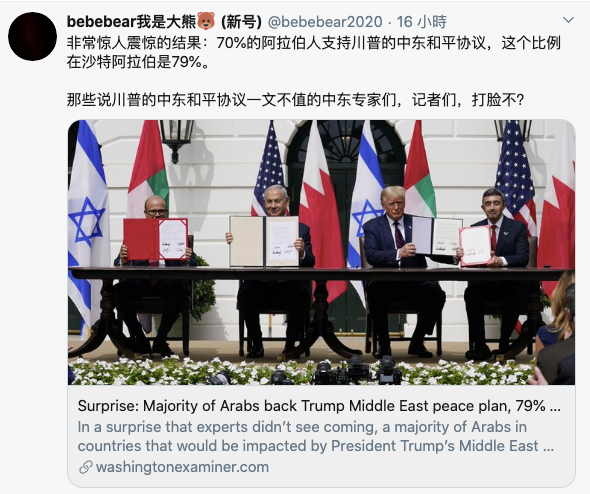 bebebear我是大熊🐻 (新号) @bebebear2020 · 16 小時
非常惊人震惊的结果：70%的阿拉伯人支持川普的中东和平协议，这个比例
在沙特阿拉伯是79%。
那些说川普的中东和平协议一文不值的中东专家们，记者们，打脸不?
Surprise: Majority of Arabs back Trump Middle East peace plan, 79% ...
In a surprise that experts didn't see coming, a majority of Arabs in
countries that would be impacted by President Trump's Middle East ...
washingtonexaminer.com